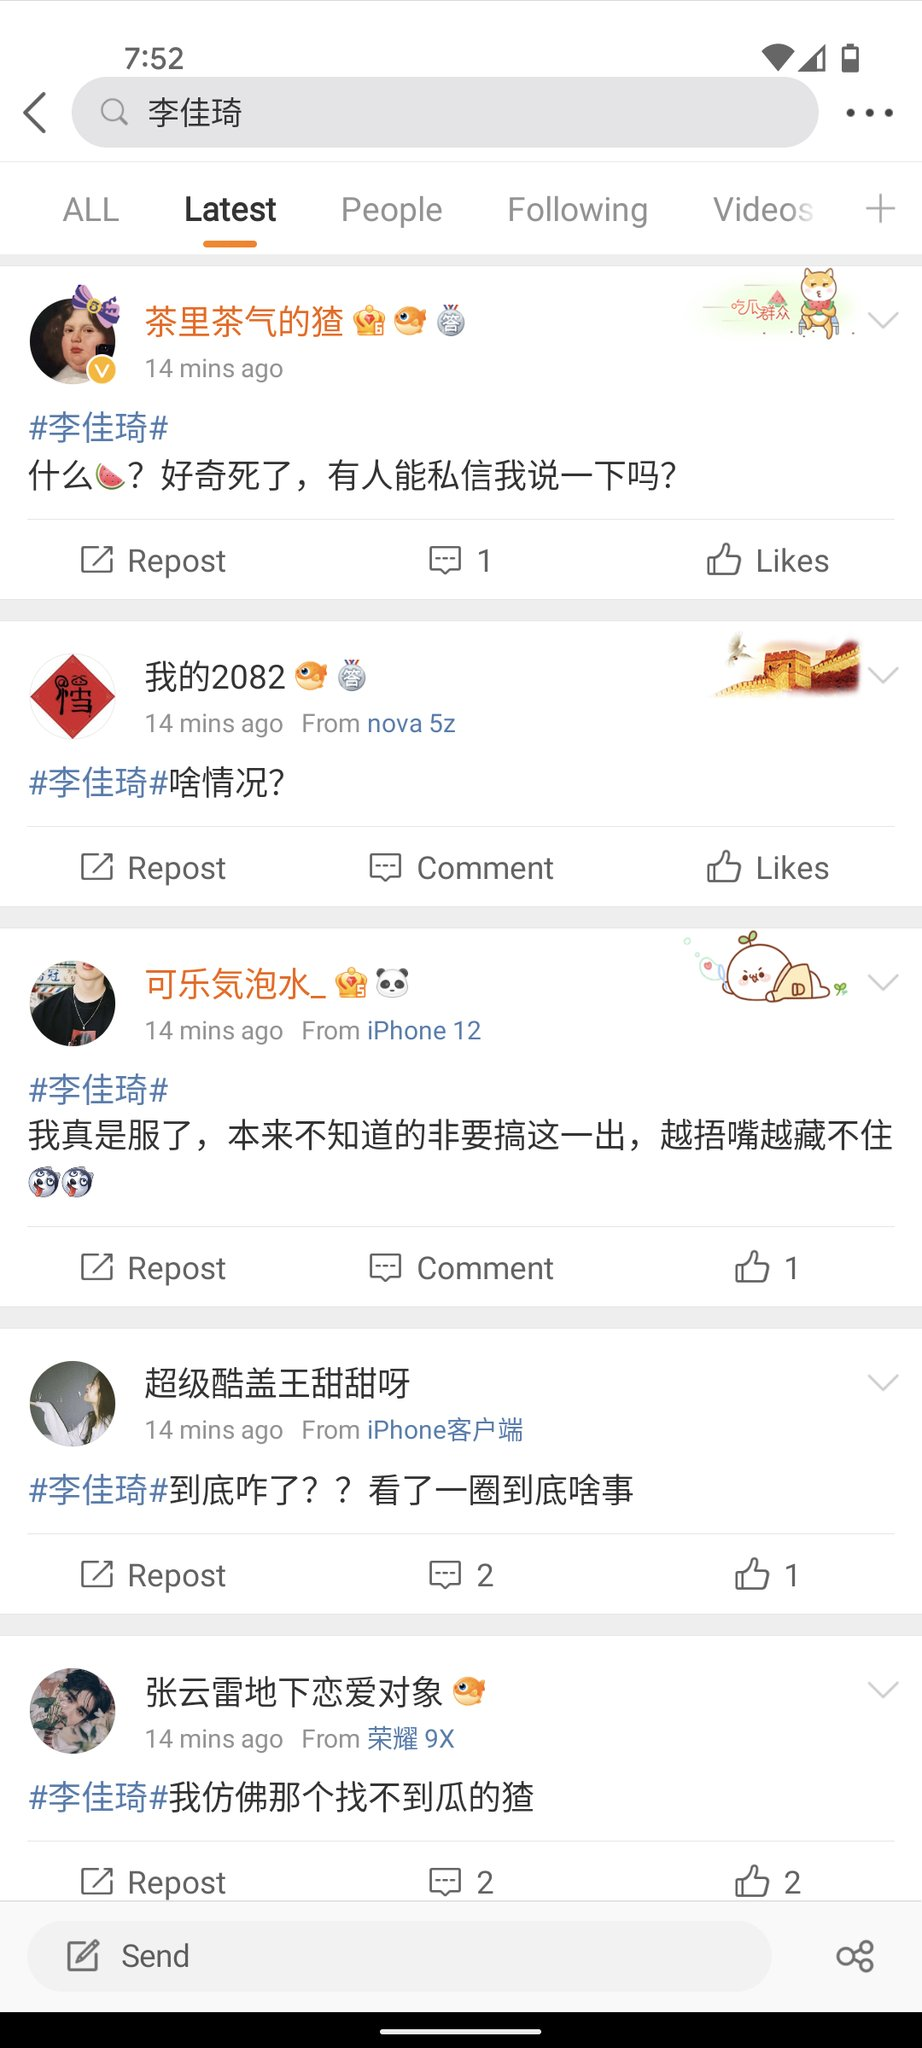 7:52
李佳琦
ALL Latest People Following Videos
茶里茶气的猹
吃瓜群众
14 mins ago
#李佳琦#
什么🍉？好奇死了，有人能私信我说一下吗？
Repost 1 Likes
我的2082
14 mins ago From nova 5z
#李佳琦#啥情况？
Repost Comment Likes
可乐気泡水_
14 mins ago From iPhone 12
#李佳琦#
我真是服了，本来不知道的非要搞这一出，越捂嘴越藏不住
Repost Comment 1
超级酷盖王甜甜呀
14 mins ago From iPhone客户端
#李佳琦#到底咋了？？看了一圈到底啥事
Repost 2 1
张云雷地下恋爱对象
14 mins ago From 荣耀 9X
#李佳琦#我仿佛那个找不到瓜的猹
Repost 2 2
Send